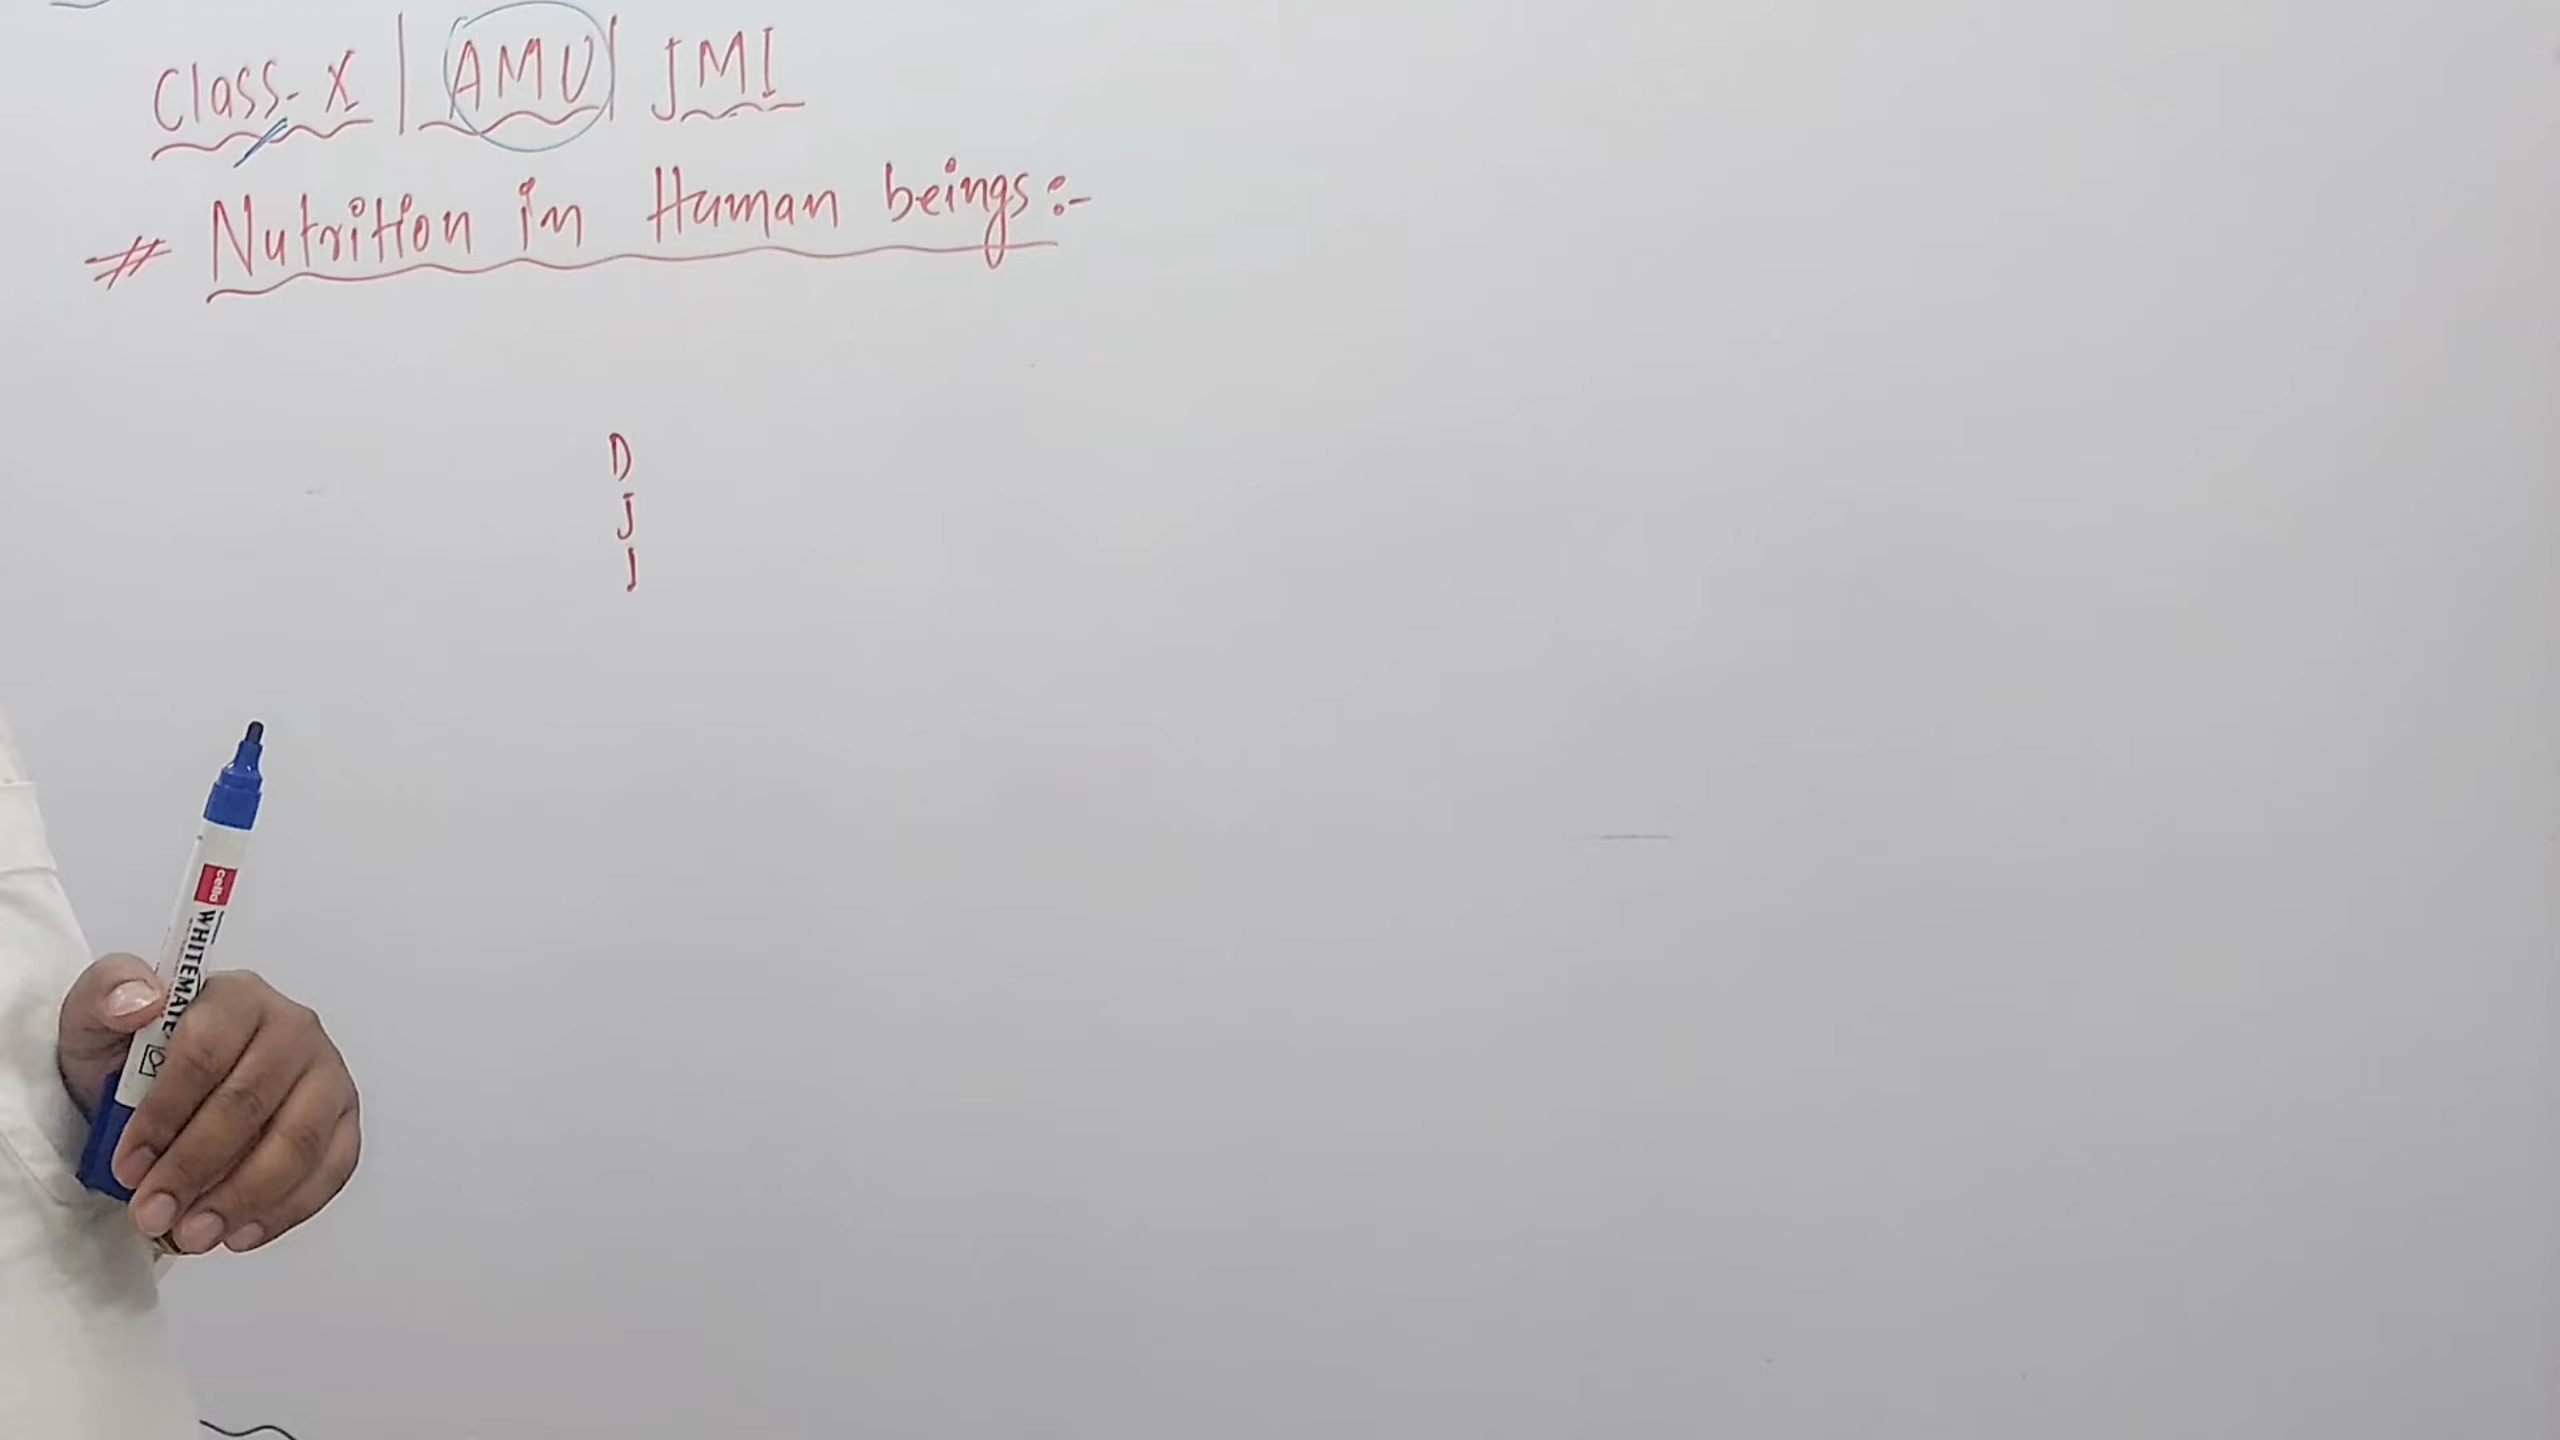 Class-X | AMU | JMI
# Nutrition in Human beings :-
D
J
I
cello
WHITEMATE